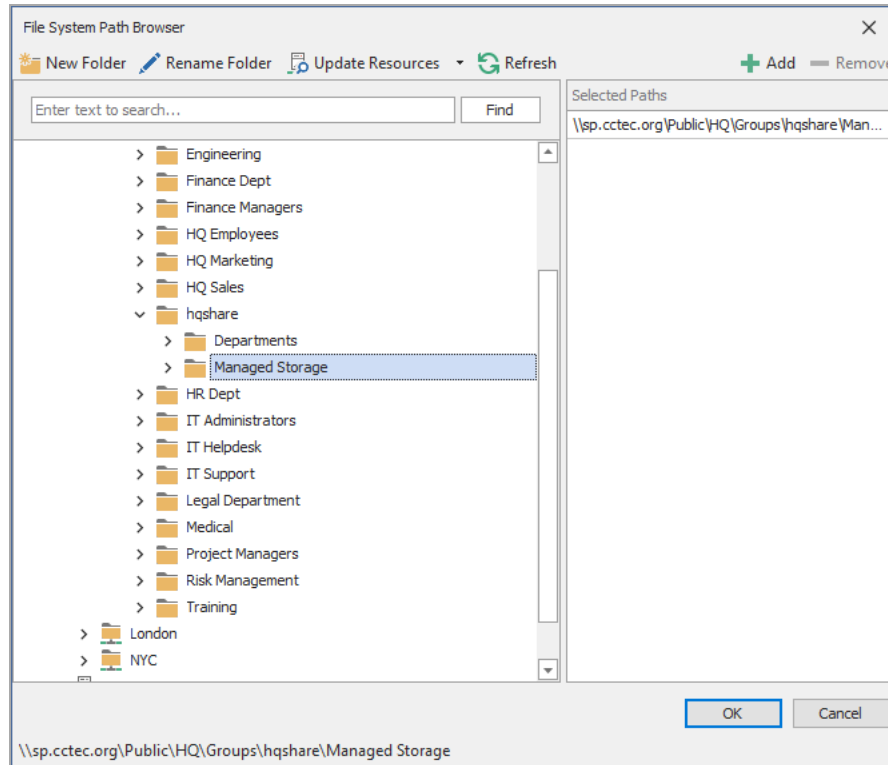 File System Path Browser
New Folder Rename Folder Update Resources Refresh Add Remove
Enter text to search... Find
Selected Paths
\\sp.cctec.org\Public\HQ\Groups\hqshare\Man...
Engineering
Finance Dept
Finance Managers
HQ Employees
HQ Marketing
HQ Sales
hqshare
Departments
Managed Storage
HR Dept
IT Administrators
IT Helpdesk
IT Support
Legal Department
Medical
Project Managers
Risk Management
Training
London
NYC
OK Cancel
\\sp.cctec.org\Public\HQ\Groups\hqshare\Managed Storage